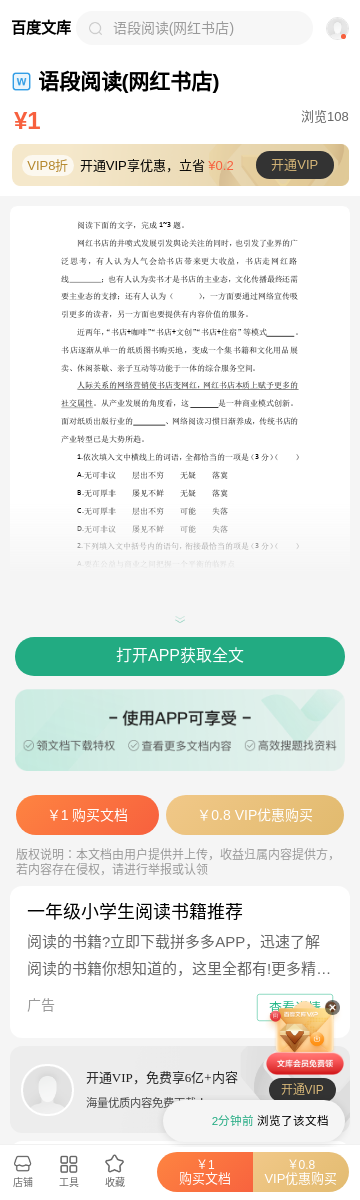 百度文库
语段阅读(网红书店)
W 语段阅读(网红书店)
¥1
浏览108
VIP8折 开通VIP享优惠，立省 ¥0.2 开通VIP
阅读下面的文字，完成 1~3 题。
网红书店的井喷式发展引发舆论关注的同时，也引发了业界的广
泛思考，有人认为人气会给书店带来更大收益，书店走网红路
线________；也有人认为卖书才是书店的主业态，文化传播最终还需
要主业态的支撑；还有人认为（ ），一方面要通过网络宣传吸
引更多的读者，另一方面也要提供有内容价值的服务。
近两年，“书店+咖啡”“书店+文创”“书店+住宿”等模式________。
书店逐渐从单一的纸质图书购买地，变成一个集书籍和文化用品展
卖、休闲茶歇、亲子互动等功能于一体的综合服务空间。
人际关系的网络营销使书店变网红，网红书店本质上赋予更多的
社交属性。从产业发展的角度看，这________是一种商业模式创新。
面对纸质出版行业的________、网络阅读习惯日渐养成，传统书店的
产业转型已是大势所趋。
1.依次填入文中横线上的词语，全都恰当的一项是(3 分)( )
A.无可非议 层出不穷 无疑 落寞
B.无可厚非 屡见不鲜 无疑 落寞
C.无可厚非 层出不穷 可能 失落
D.无可非议 屡见不鲜 可能 失落
2.下列填入文中括号内的语句，衔接最恰当的项是(3 分)( )
打开APP获取全文
– 使用APP可享受 –
领文档下载特权 查看更多文档内容 高效搜题找资料
¥1 购买文档 ¥0.8 VIP优惠购买
版权说明：本文档由用户提供并上传，收益归属内容提供方，
若内容存在侵权，请进行举报或认领
一年级小学生阅读书籍推荐
阅读的书籍?立即下载拼多多APP，迅速了解
阅读的书籍你想知道的，这里全都有!更多精…
广告
文库会员免费领
开通VIP，免费享6亿+内容
开通VIP
2分钟前 浏览了该文档
书店 工具 收藏
¥1
购买文档
¥0.8
VIP优惠购买